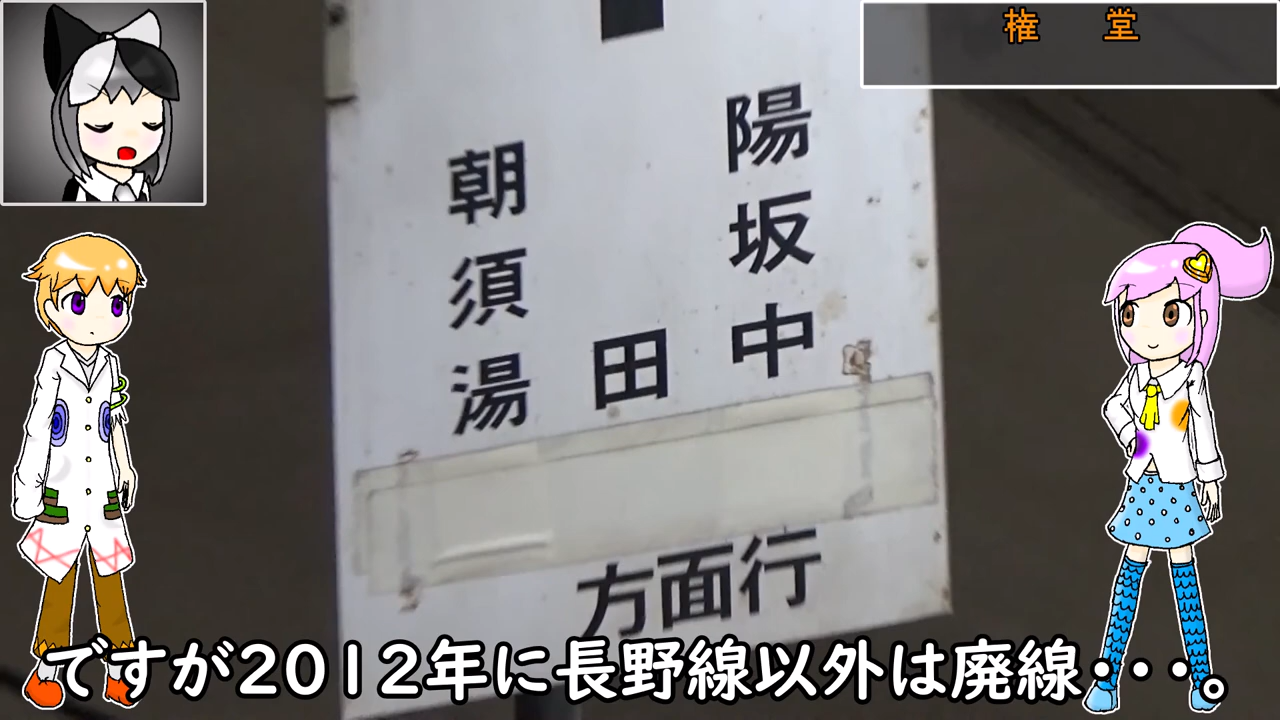 権堂
朝 陽
須坂
湯田中
方面行
ですが2012年に長野線以外は廃線・・・。